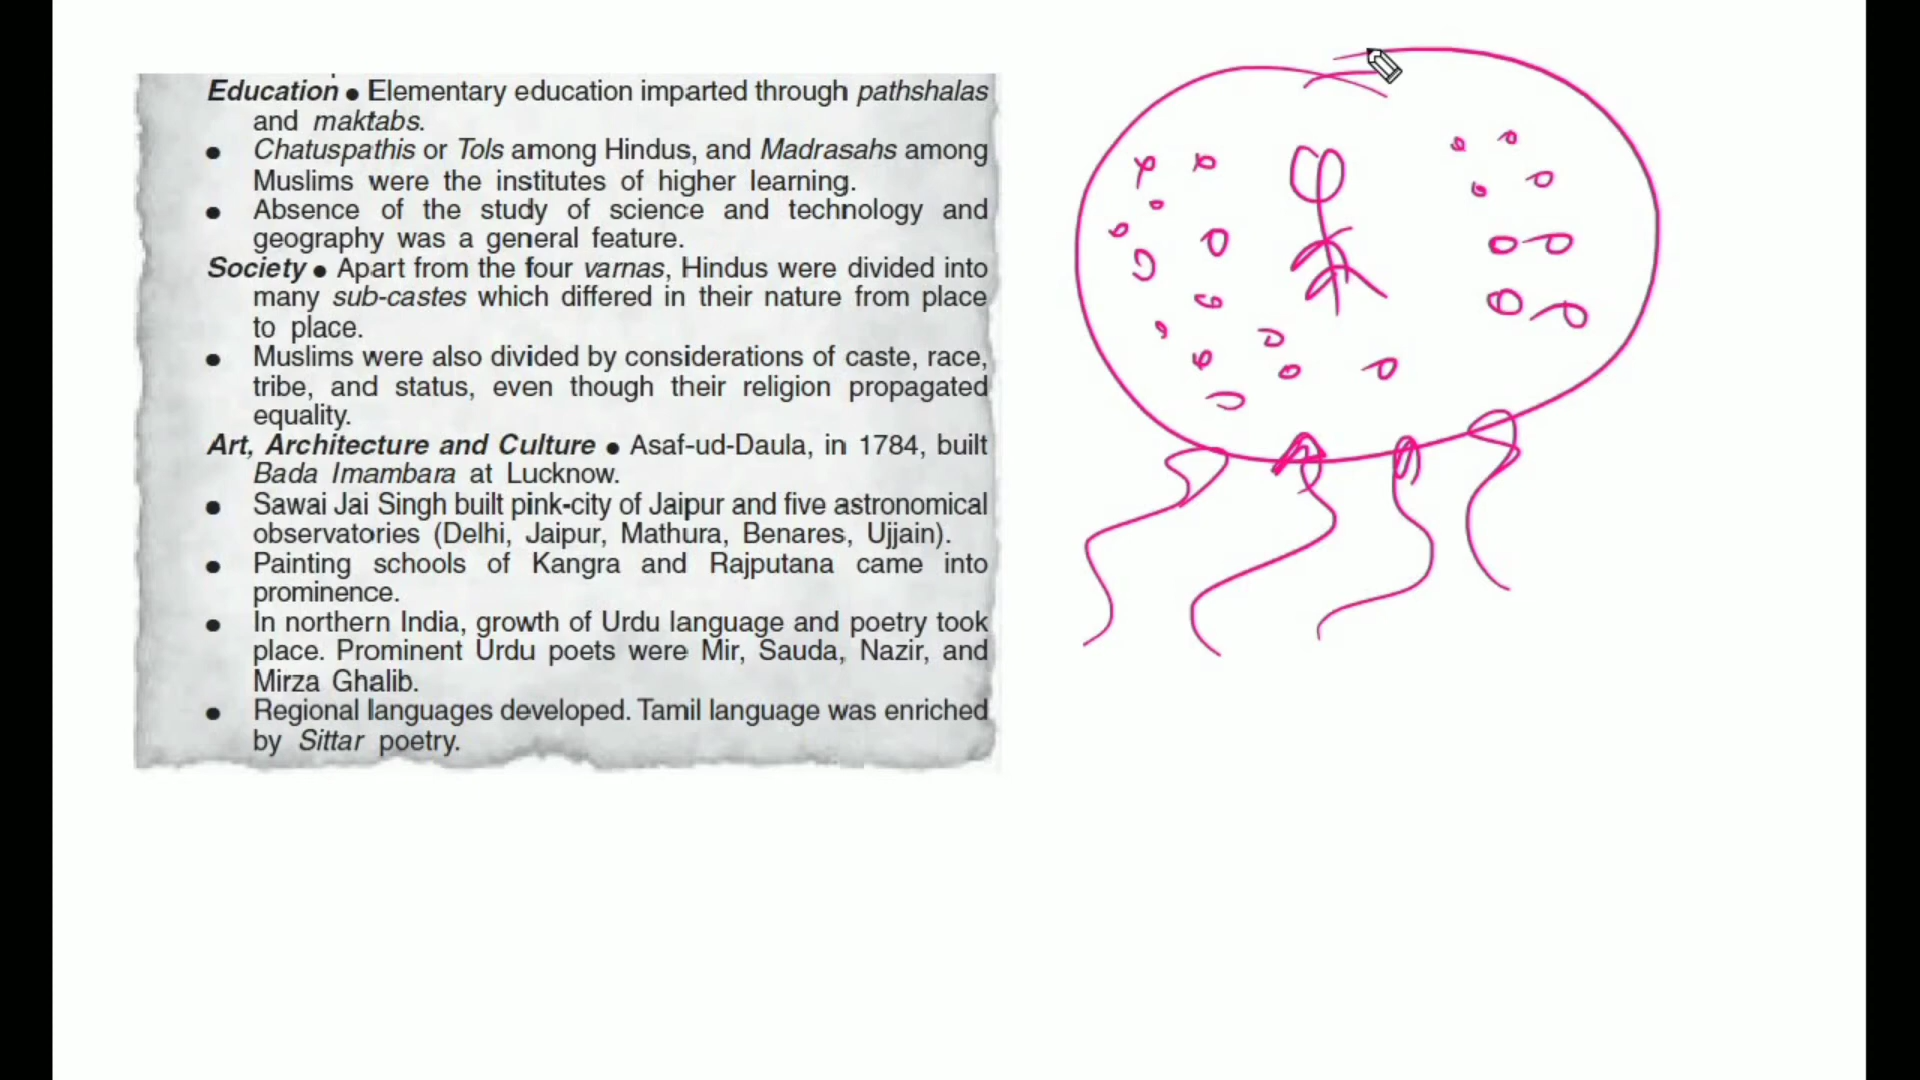 Education ● Elementary education imparted through pathshalas
and maktabs.
● Chatuspathis or Tols among Hindus, and Madrasahs among
Muslims were the institutes of higher learning.
● Absence of the study of science and technology and
geography was a general feature.
Society ● Apart from the four varnas, Hindus were divided into
many sub-castes which differed in their nature from place
to place.
● Muslims were also divided by considerations of caste, race,
tribe, and status, even though their religion propagated
equality.
Art, Architecture and Culture ● Asaf-ud-Daula, in 1784, built
Bada Imambara at Lucknow.
● Sawai Jai Singh built pink-city of Jaipur and five astronomical
observatories (Delhi, Jaipur, Mathura, Benares, Ujjain).
● Painting schools of Kangra and Rajputana came into
prominence.
● In northern India, growth of Urdu language and poetry took
place. Prominent Urdu poets were Mir, Sauda, Nazir, and
Mirza Ghalib.
● Regional languages developed. Tamil language was enriched
by Sittar poetry.